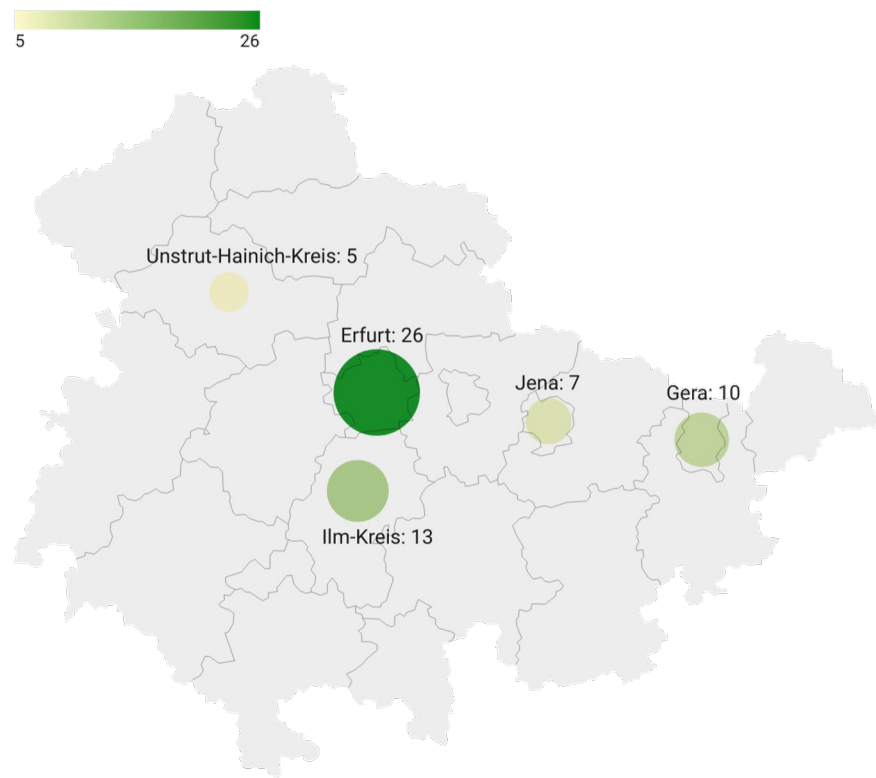 5 26
Unstrut-Hainich-Kreis: 5
Erfurt: 26
Jena: 7
Gera: 10
Ilm-Kreis: 13